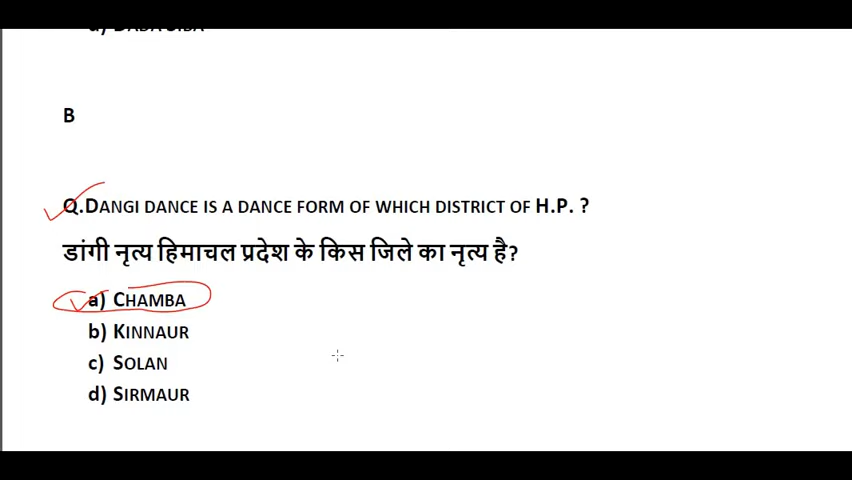 B
Q.DANGI DANCE IS A DANCE FORM OF WHICH DISTRICT OF H.P. ?
डांगी नृत्य हिमाचल प्रदेश के किस जिले का नृत्य है?
a) CHAMBA
b) KINNAUR
c) SOLAN
d) SIRMAUR